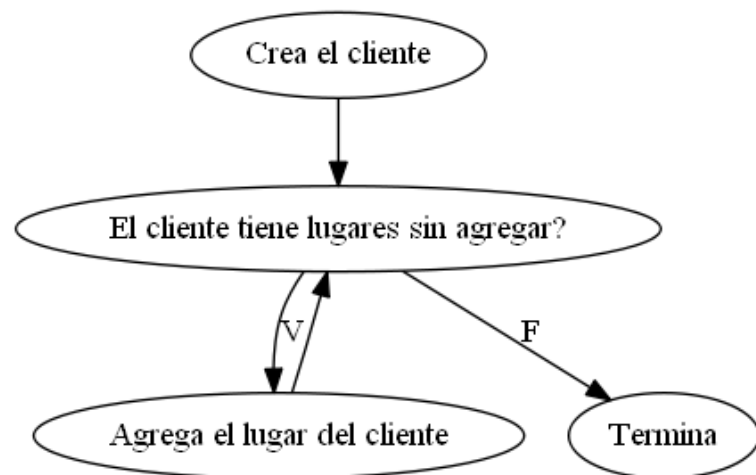 Crea el cliente
El cliente tiene lugares sin agregar?
V
F
Agrega el lugar del cliente
Termina